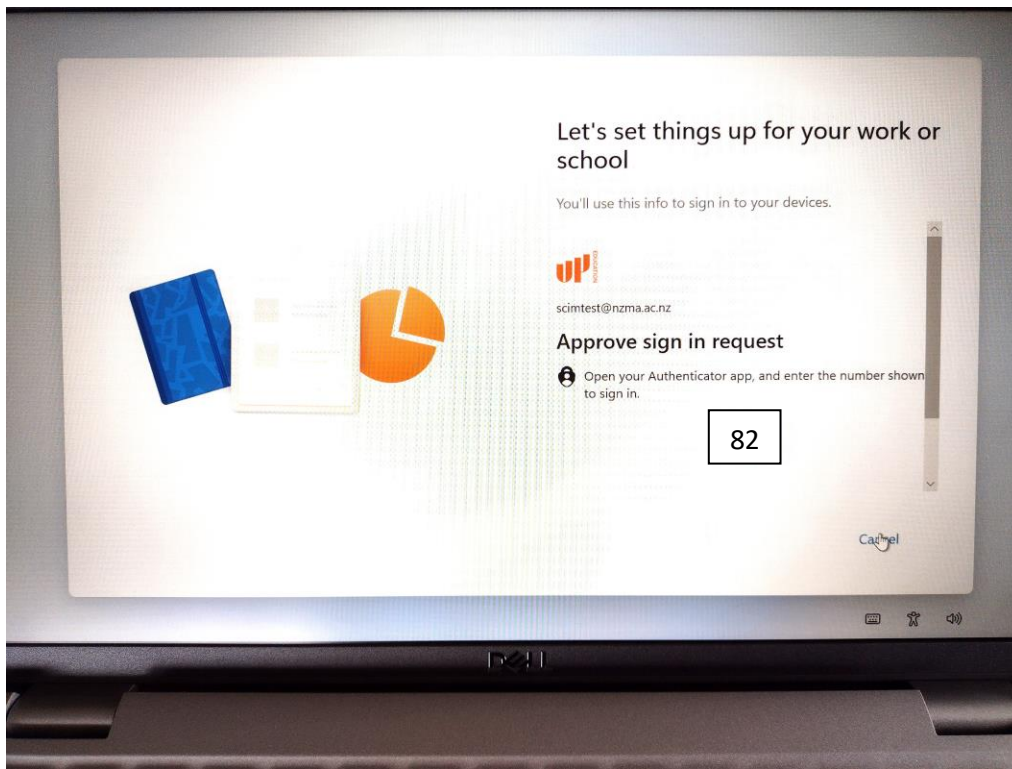 Let's set things up for your work or
school
You'll use this info to sign in to your devices.
UP
EDUCATION
scimtest@nzma.ac.nz
Approve sign in request
Open your Authenticator app, and enter the number shown
to sign in.
82
Cancel
DELL